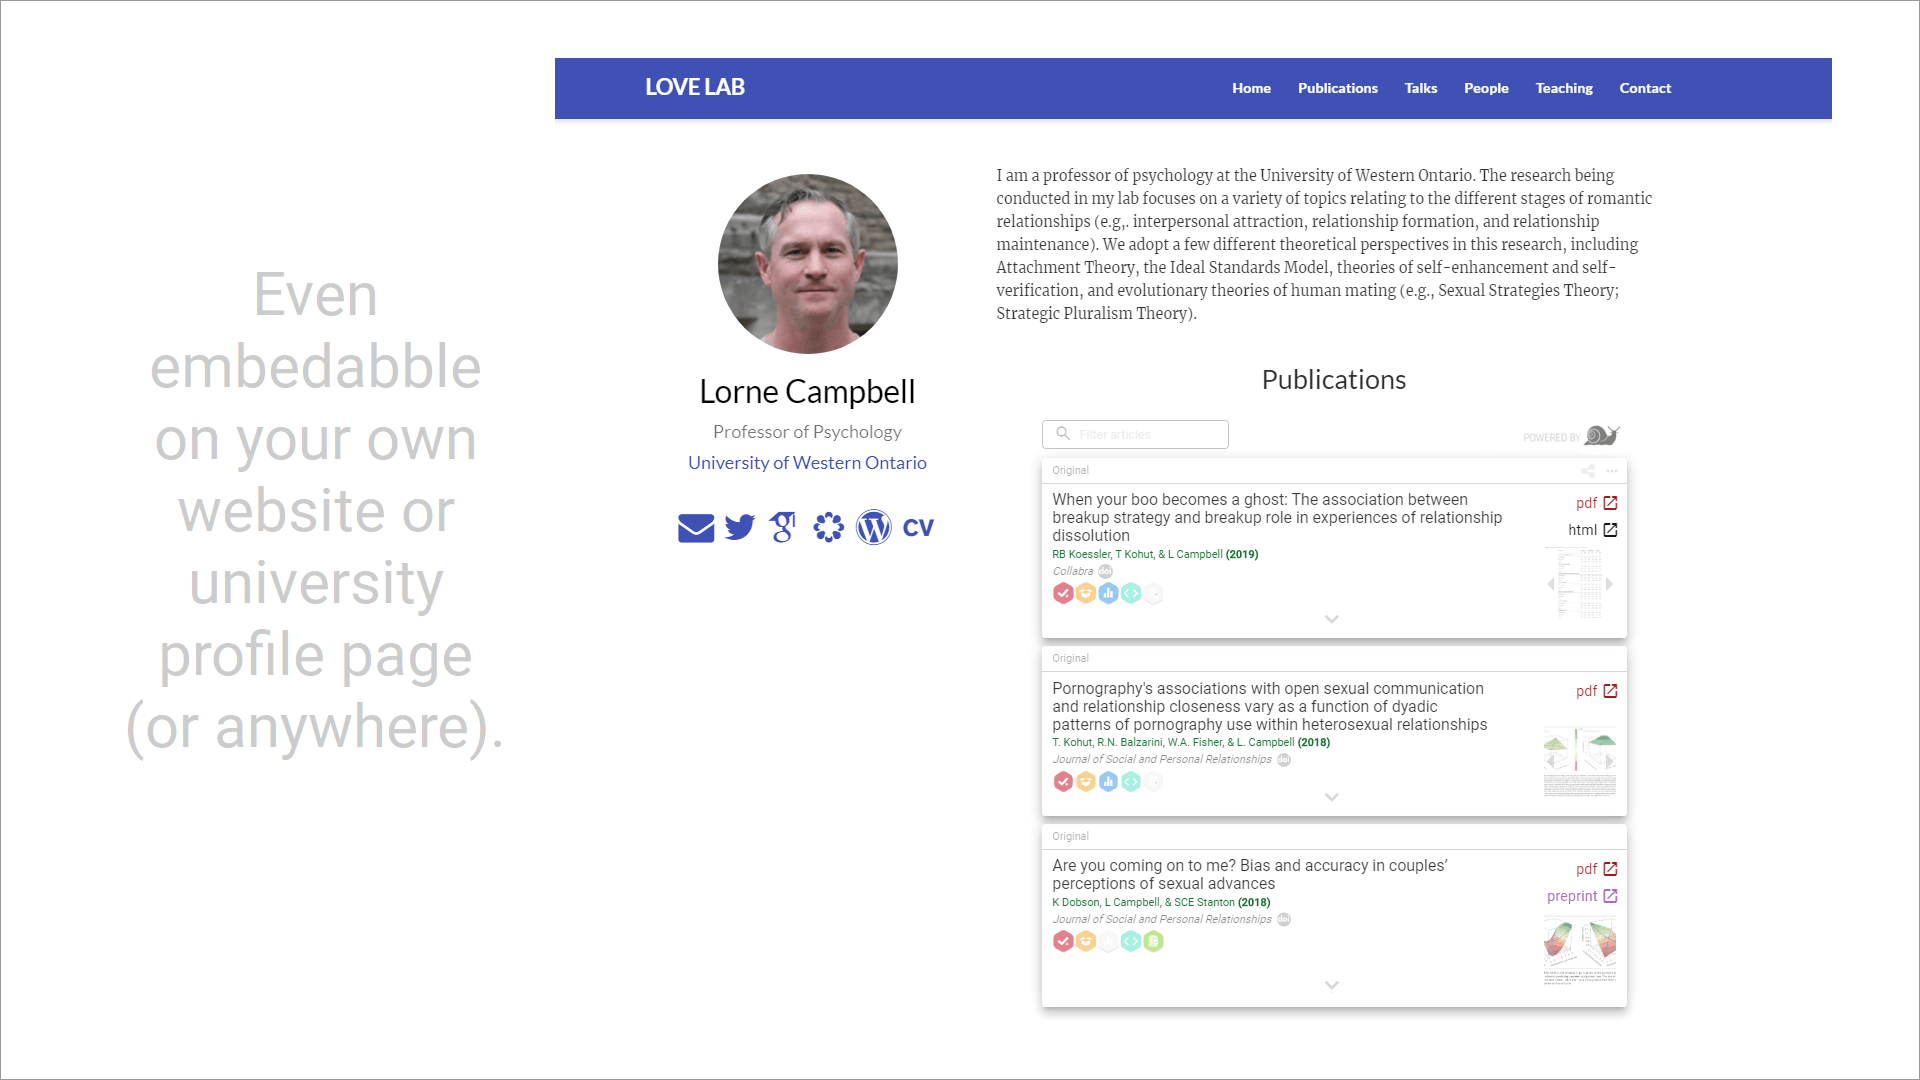 Even
embedabble
on your own
website or
university
profile page
(or anywhere).
LOVE LAB
Home Publications Talks People Teaching Contact
Lorne Campbell
Professor of Psychology
University of Western Ontario
CV
I am a professor of psychology at the University of Western Ontario. The research being
conducted in my lab focuses on a variety of topics relating to the different stages of romantic
relationships (e.g,. interpersonal attraction, relationship formation, and relationship
maintenance). We adopt a few different theoretical perspectives in this research, including
Attachment Theory, the Ideal Standards Model, theories of self-enhancement and self-
verification, and evolutionary theories of human mating (e.g., Sexual Strategies Theory;
Strategic Pluralism Theory).
Publications
Filter articles
POWERED BY
Original
When your boo becomes a ghost: The association between
breakup strategy and breakup role in experiences of relationship
dissolution
RB Koessler, T Kohut, & L Campbell (2019)
Collabra doi
pdf
html
Original
Pornography's associations with open sexual communication
and relationship closeness vary as a function of dyadic
patterns of pornography use within heterosexual relationships
T. Kohut, R.N. Balzarini, W.A. Fisher, & L. Campbell (2018)
Journal of Social and Personal Relationships doi
pdf
Original
Are you coming on to me? Bias and accuracy in couples’
perceptions of sexual advances
K Dobson, L Campbell, & SCE Stanton (2018)
Journal of Social and Personal Relationships doi
pdf
preprint